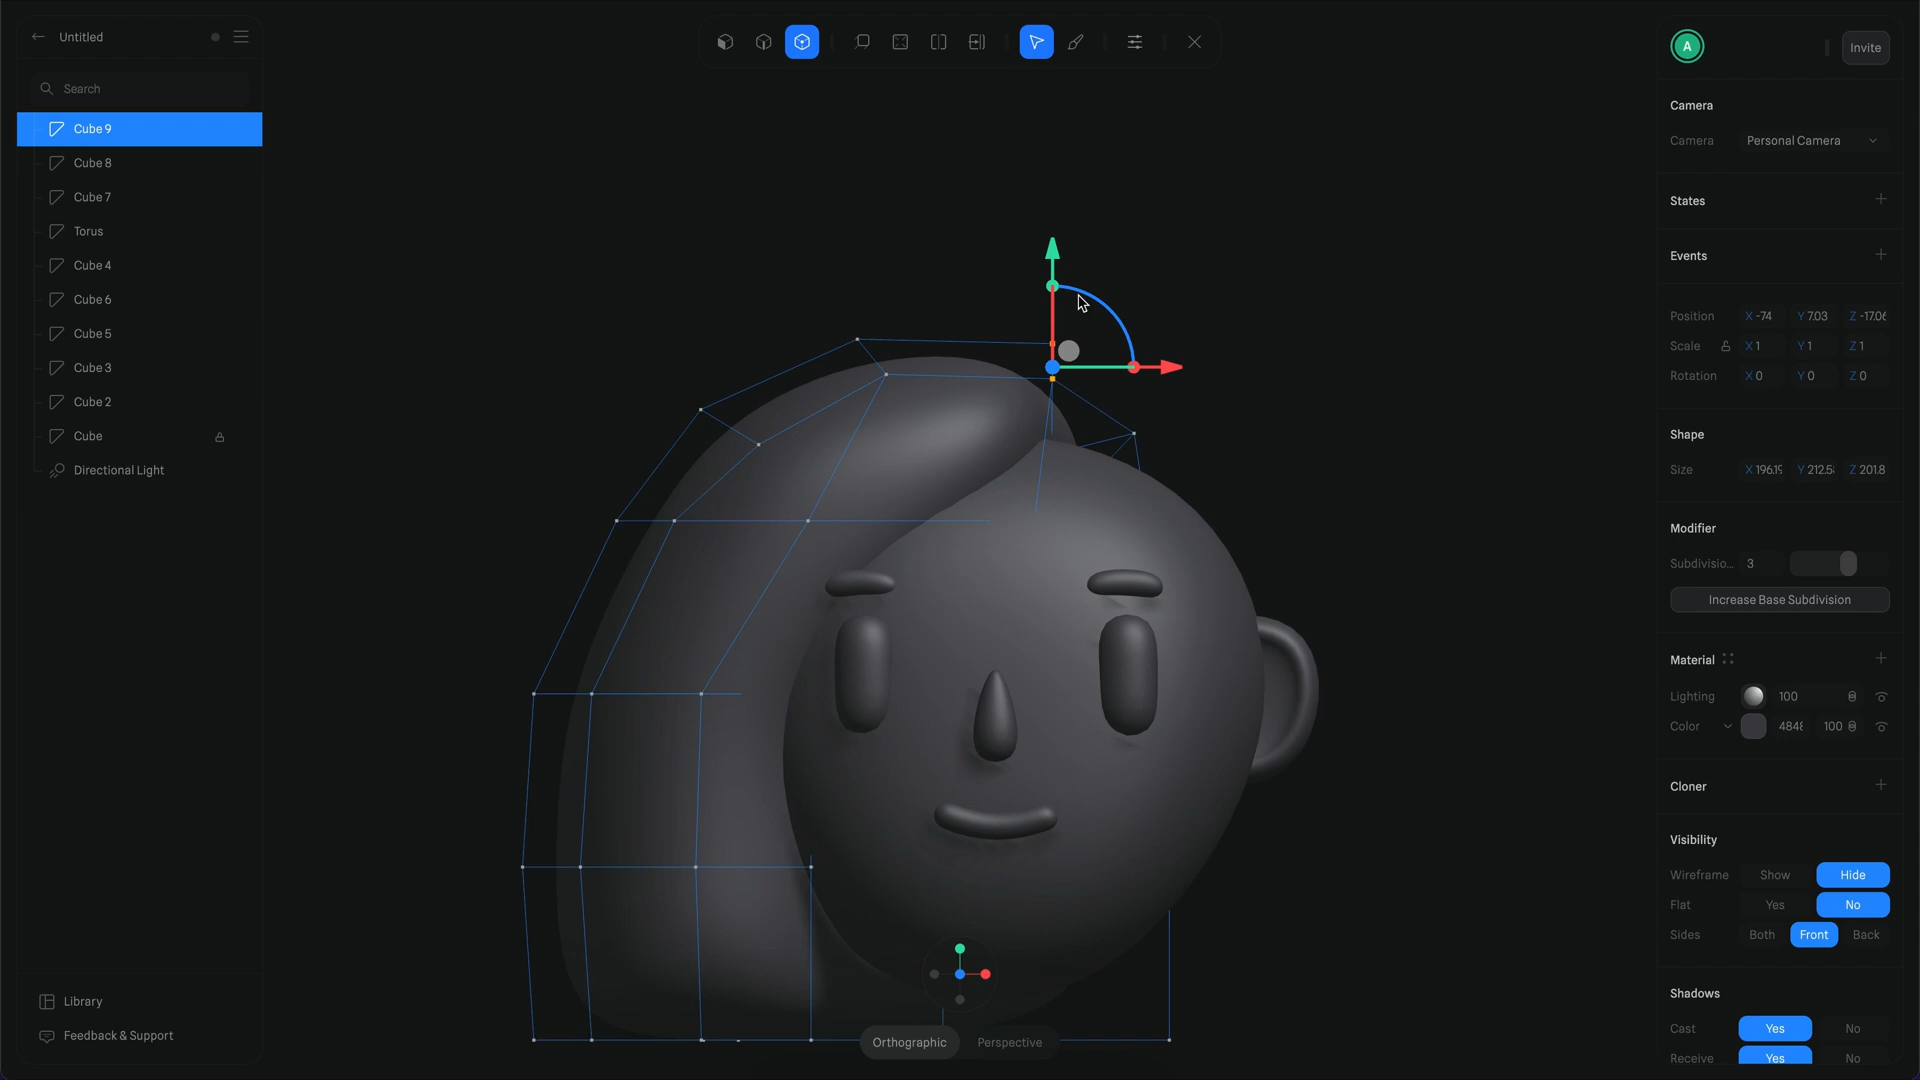 Untitled
Search
Cube 9
Cube 8
Cube 7
Torus
Cube 4
Cube 6
Cube 5
Cube 3
Cube 2
Cube
Directional Light
Library
Feedback & Support
Orthographic
Perspective
A
Invite
Camera
Camera Personal Camera
States
Events
Position X -74 Y 7.03 Z -17.06
Scale X 1 Y 1 Z 1
Rotation X 0 Y 0 Z 0
Shape
Size X 196.19 Y 212.5 Z 201.8
Modifier
Subdivisio... 3
Increase Base Subdivision
Material
Lighting 100
Color 4848 100
Cloner
Visibility
Wireframe Show Hide
Flat Yes No
Sides Both Front Back
Shadows
Cast Yes No
Receive Yes No